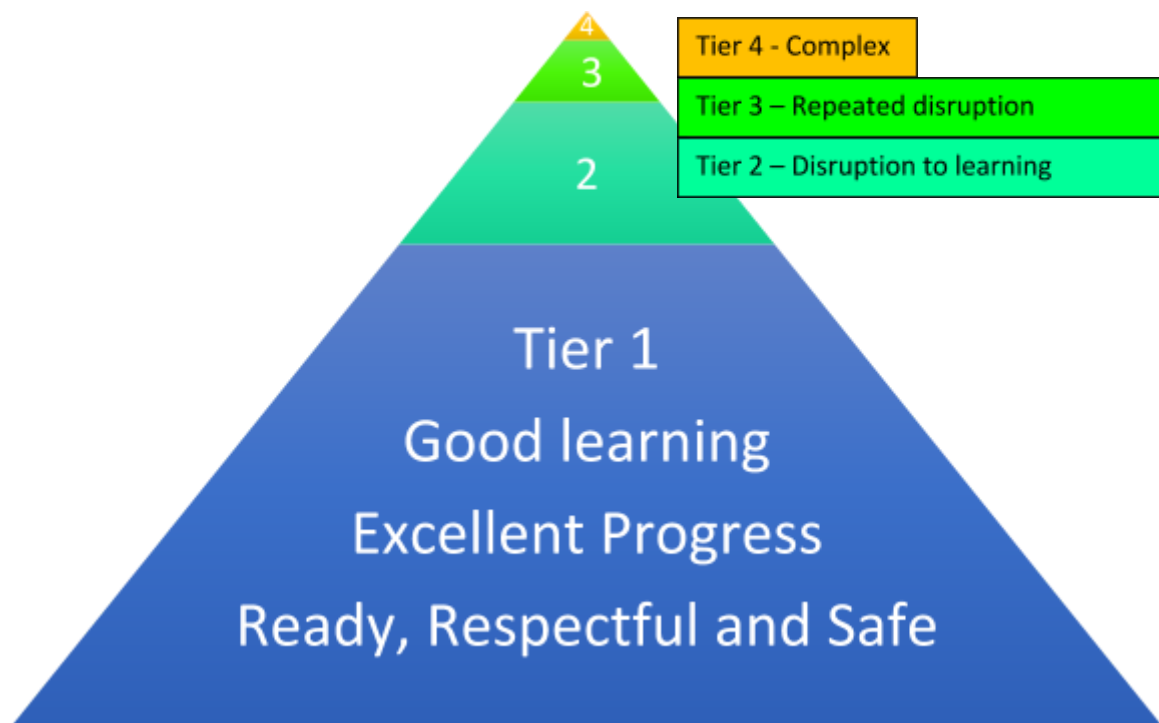 4
Tier 4 - Complex
3
Tier 3 – Repeated disruption
2
Tier 2 – Disruption to learning
Tier 1
Good learning
Excellent Progress
Ready, Respectful and Safe